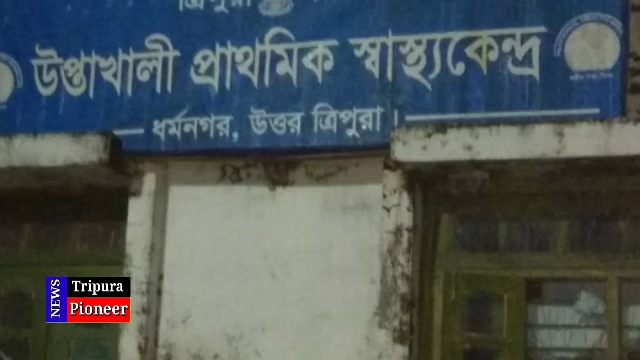 ত্রিপুরা
উপ্তাখালী প্রাথমিক স্বাস্থ্যকেন্দ্র
ধর্মনগর, উত্তর ত্রিপুরা।
NEWS
Tripura
Pioneer